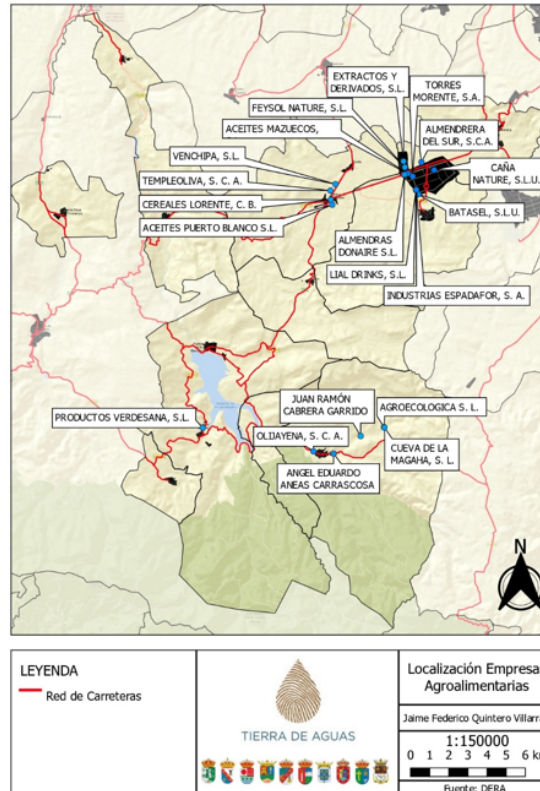 EXTRACTOS Y
DERIVADOS, S.L.
TORRES
MORENTE, S.A.
FEYSOL NATURE, S.L.
ALMENDRERA
DEL SUR, S.C.A.
ACEITES MAZUECOS,
CAÑA
NATURE, S.L.U.
VENCHIPA, S.L.
TEMPLEOLIVA, S. C. A.
CEREALES LORENTE, C. B.
BATASEL, S.L.U.
ACEITES PUERTO BLANCO S.L.
ALMENDRAS
DONAIRE S.L.
LIAL DRINKS, S.L.
INDUSTRIAS ESPADAFOR, S. A.
JUAN RAMÓN
CABRERA GARRIDO
AGROECOLOGICA S. L.
PRODUCTOS VERDESANA, S.L.
OLIJAYENA, S. C. A.
CUEVA DE LA
MAGAHA, S. L.
ANGEL EDUARDO
ANEAS CARRASCOSA
N
LEYENDA
Red de Carreteras
TIERRA DE AGUAS
Localización Empresa
Agroalimentarias
Jaime Federico Quintero Villarra
1:150000
0 1 2 3 4 5 6 km
Fuente: DERA